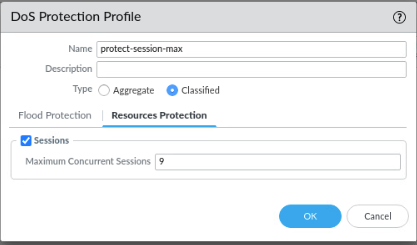 DoS Protection Profile
Name protect-session-max
Description
Type Aggregate Classified
Flood Protection Resources Protection
Sessions
Maximum Concurrent Sessions 9
OK Cancel